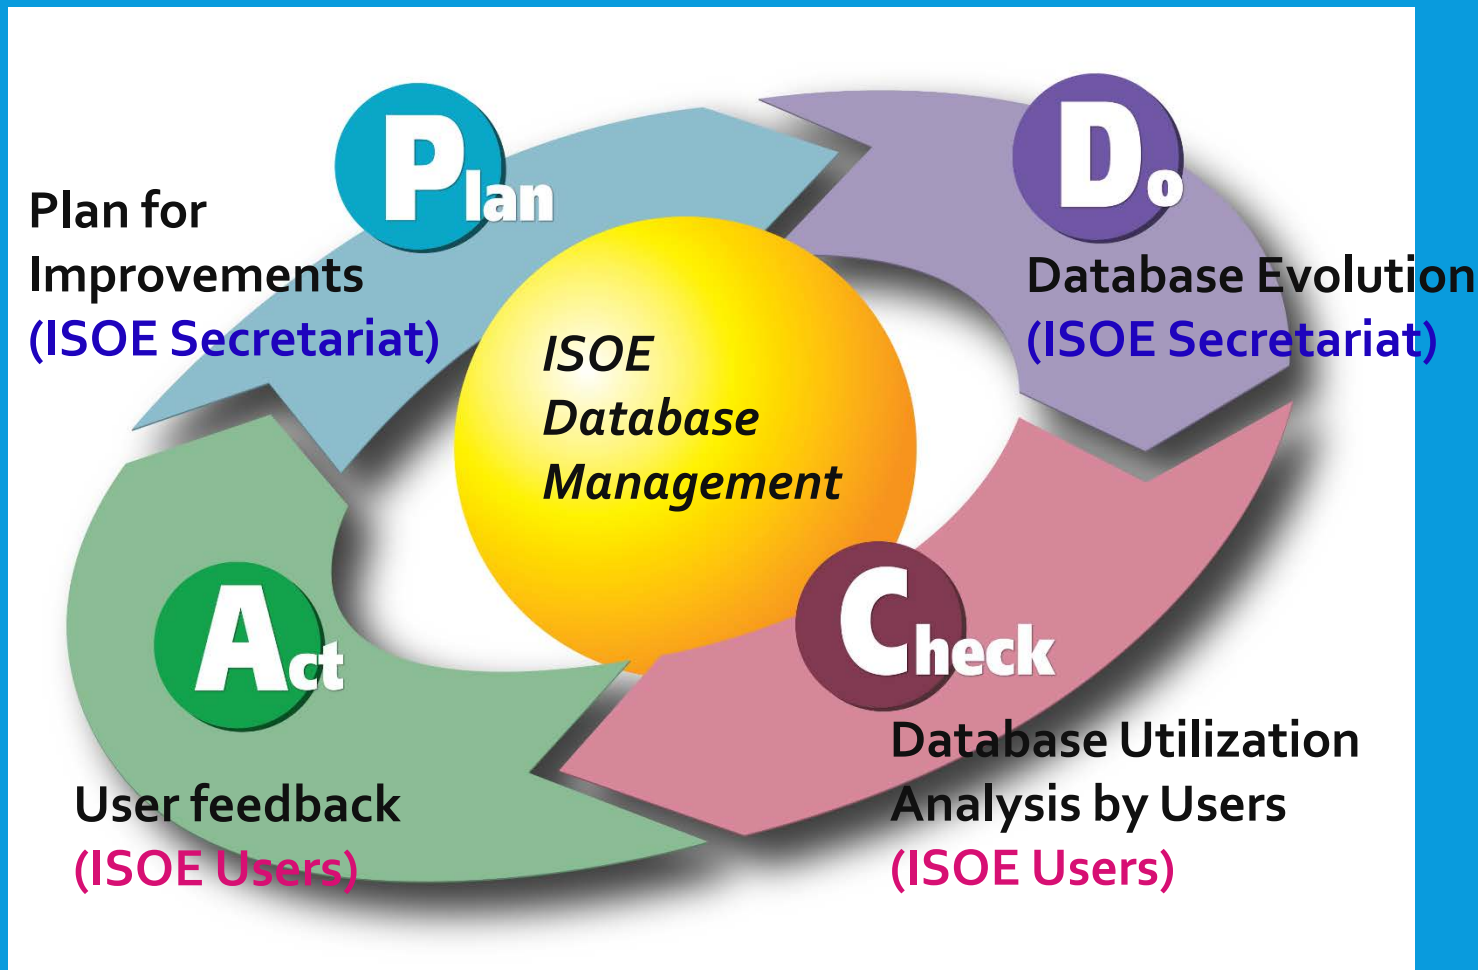 Plan
Plan for
Improvements
(ISOE Secretariat)
Do
Database Evolution
(ISOE Secretariat)
ISOE
Database
Management
Check
Database Utilization
Analysis by Users
(ISOE Users)
Act
User feedback
(ISOE Users)